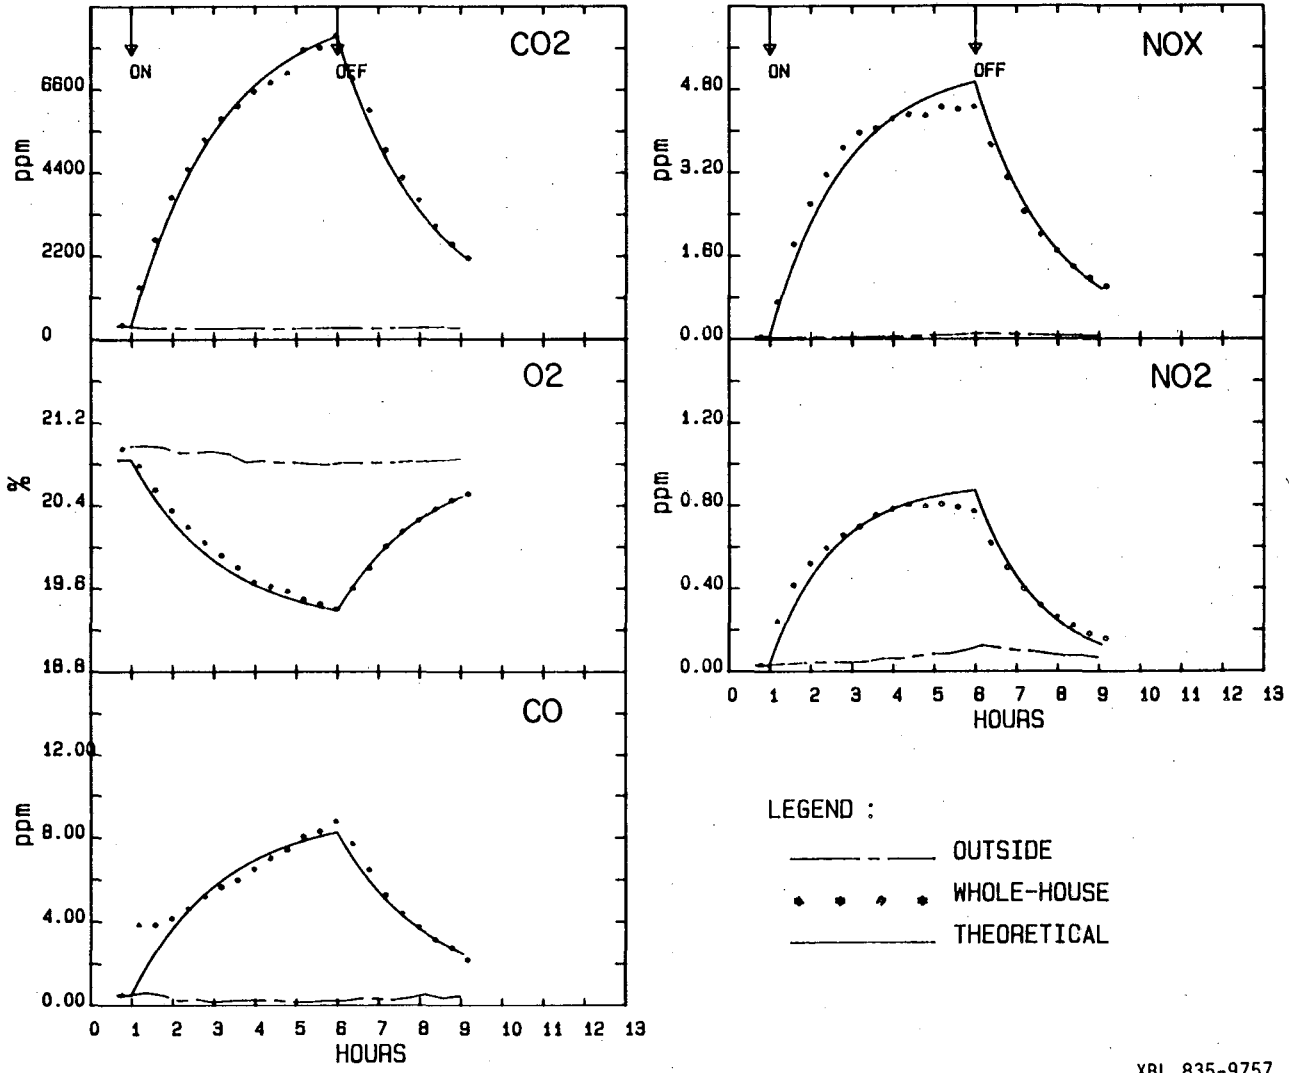 CO2
ON
OFF
ppm
6600
4400
2200
0
O2
%
21.2
20.4
19.6
18.8
CO
ppm
12.00
8.00
4.00
0.00
0 1 2 3 4 5 6 7 8 9 10 11 12 13
HOURS
NOX
ON
OFF
ppm
4.80
3.20
1.60
0.00
NO2
ppm
1.20
0.80
0.40
0.00
0 1 2 3 4 5 6 7 8 9 10 11 12 13
HOURS
LEGEND :
OUTSIDE
WHOLE-HOUSE
THEORETICAL
XBL 835-9757